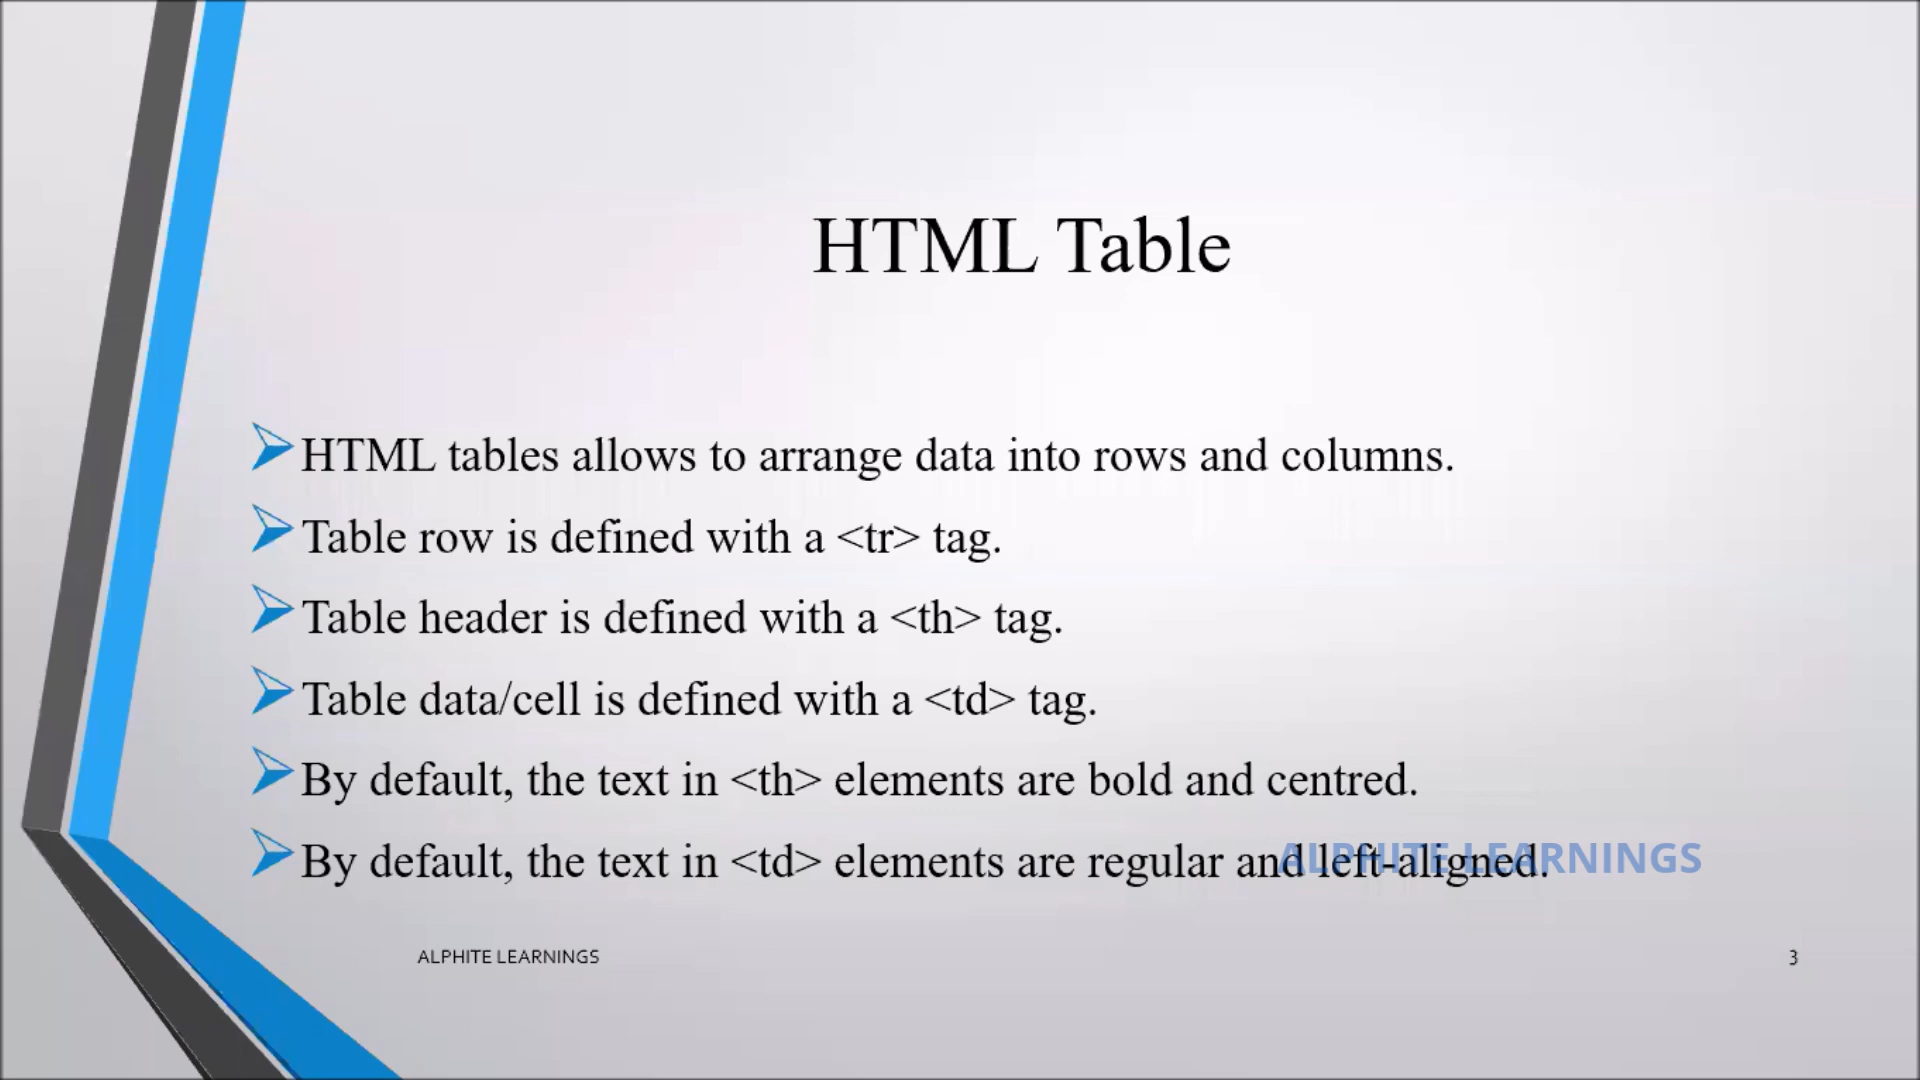 HTML Table
HTML tables allows to arrange data into rows and columns.
Table row is defined with a <tr> tag.
Table header is defined with a <th> tag.
Table data/cell is defined with a <td> tag.
By default, the text in <th> elements are bold and centred.
By default, the text in <td> elements are regular and left-aligned.
ALPHITE LEARNINGS
ALPHITE LEARNINGS
3